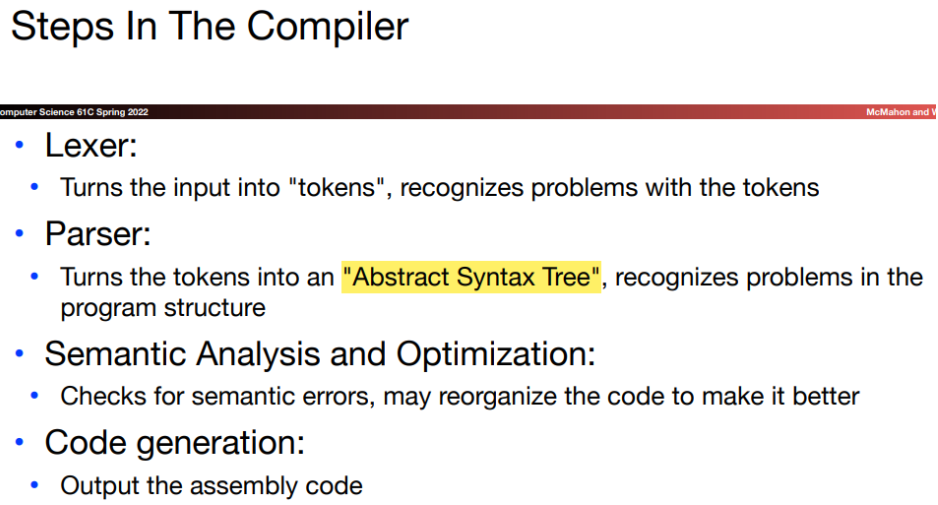 Steps In The Compiler
omputer Science 61C Spring 2022
McMahon and W
• Lexer:
• Turns the input into "tokens", recognizes problems with the tokens
• Parser:
• Turns the tokens into an "Abstract Syntax Tree", recognizes problems in the
program structure
• Semantic Analysis and Optimization:
• Checks for semantic errors, may reorganize the code to make it better
• Code generation:
• Output the assembly code